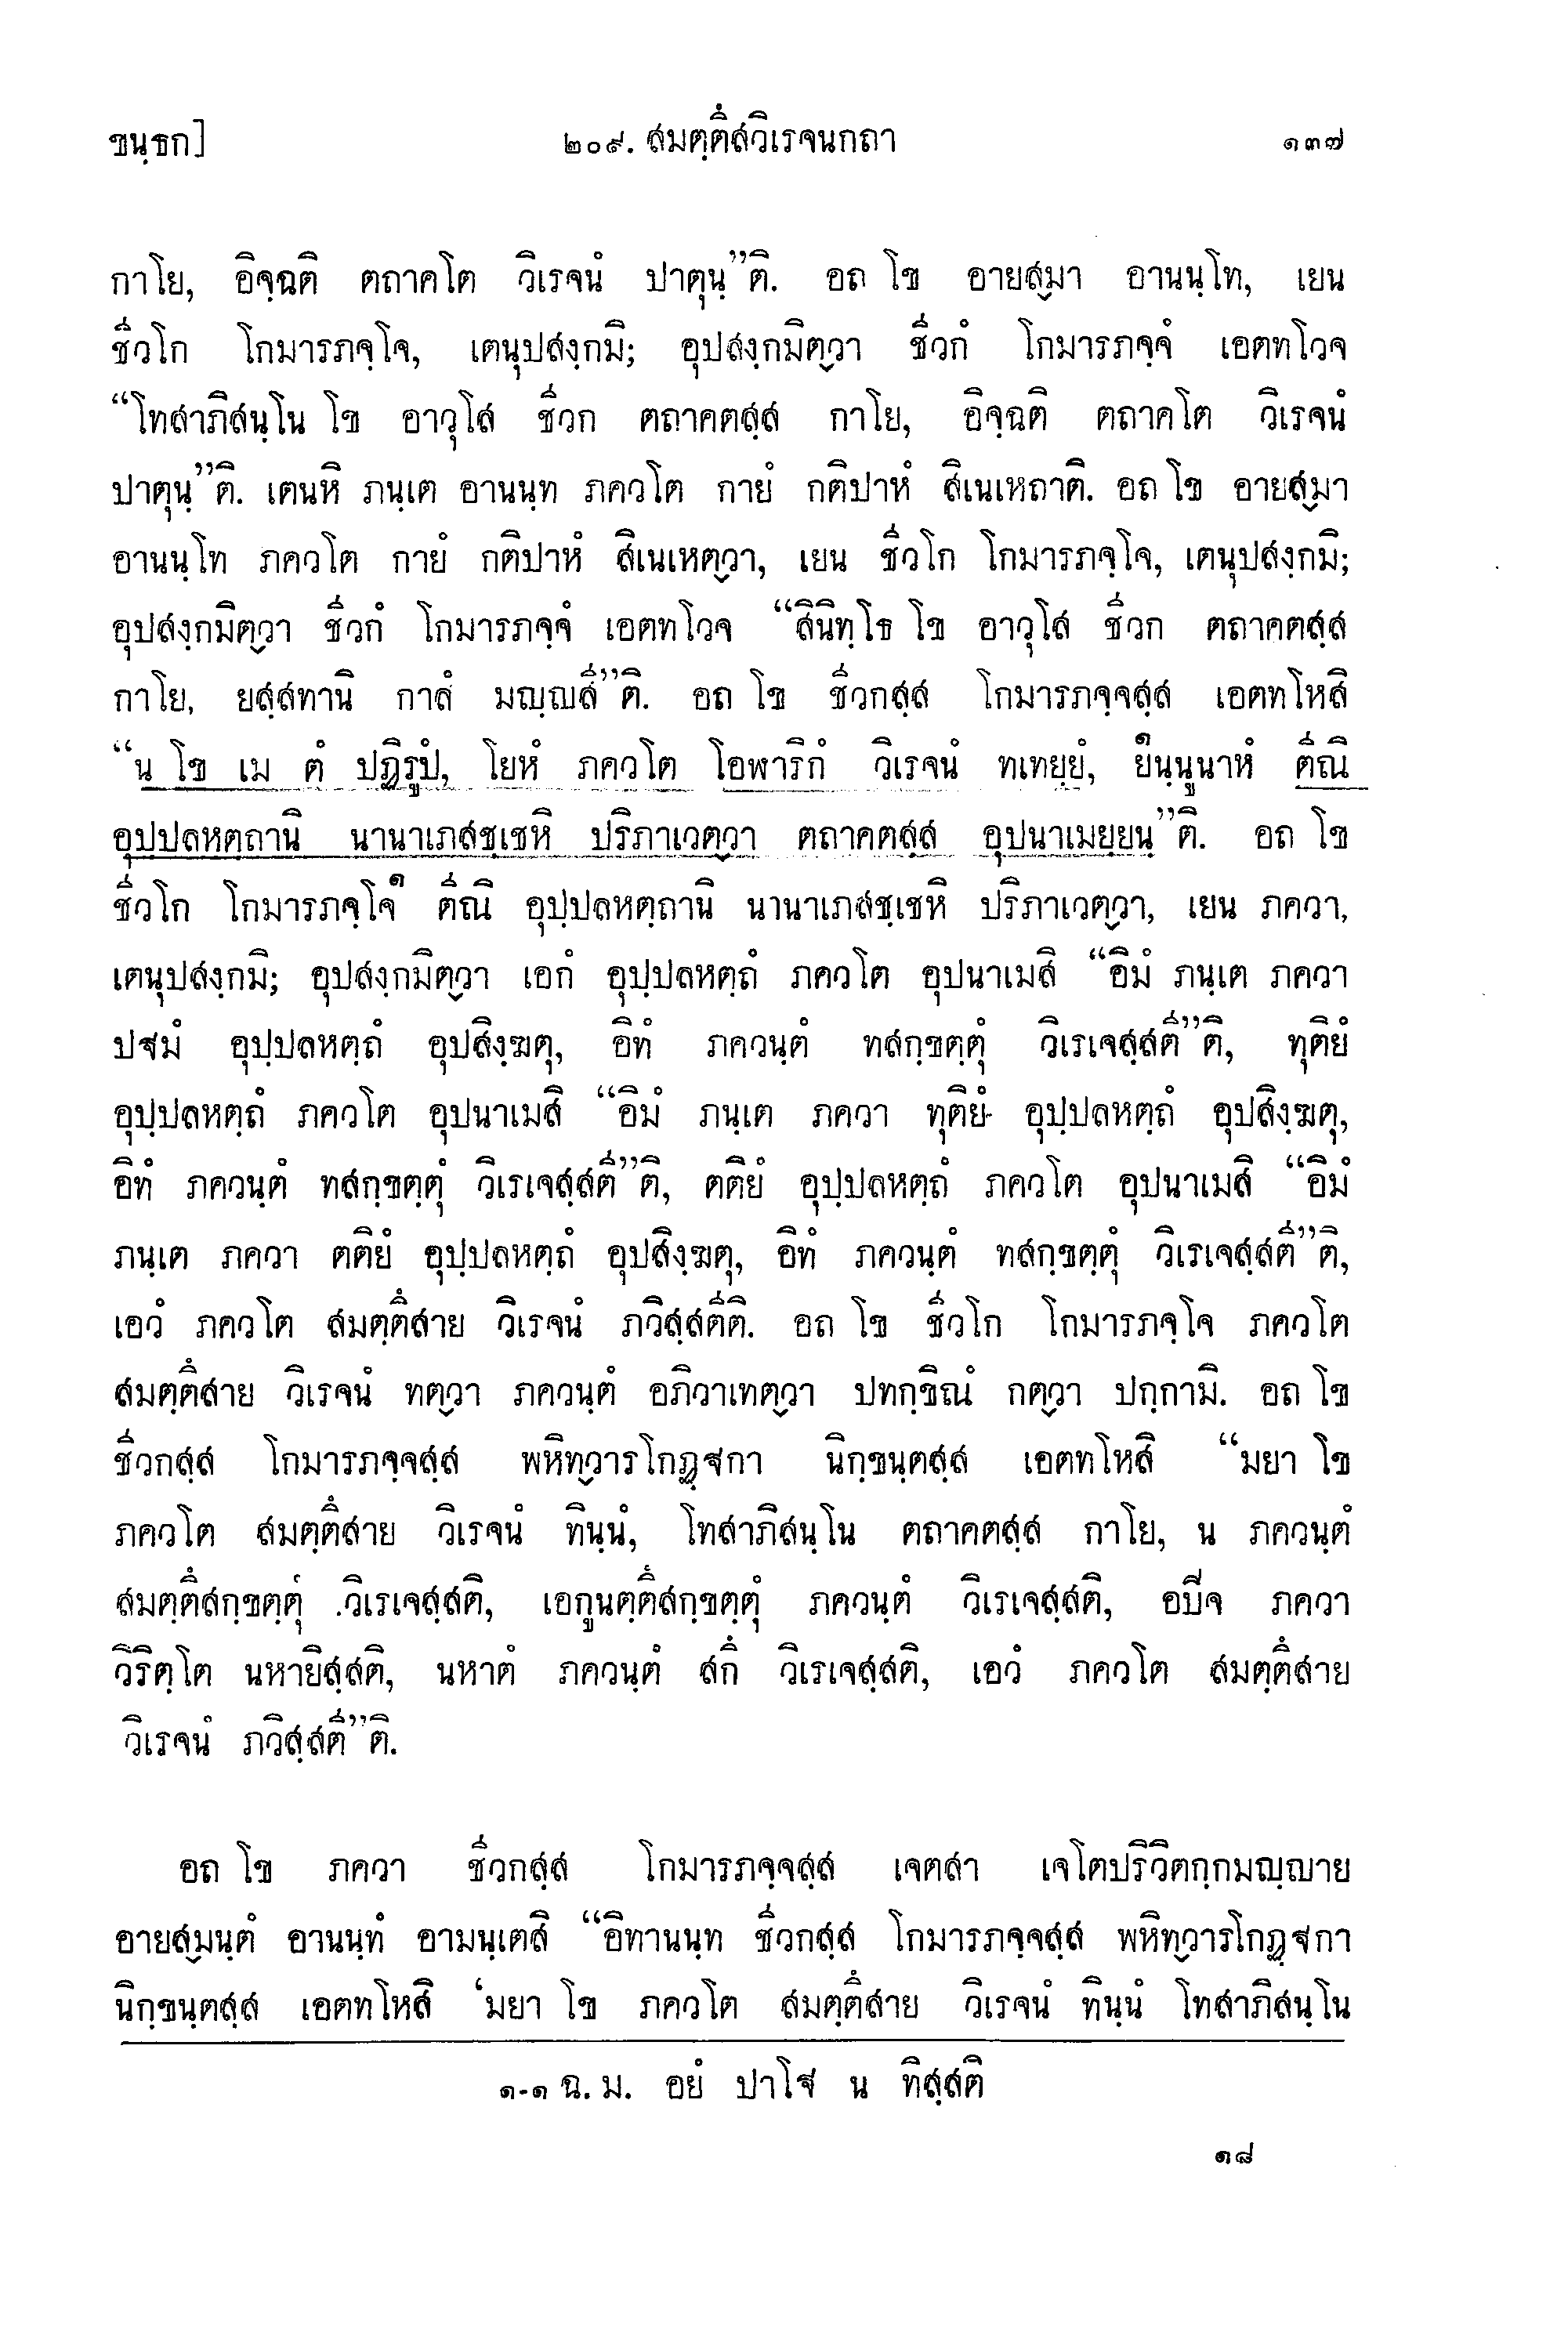 ขนฺธก] ๒๐๙. สมตฺตึสวิเรจนกถา ๑๓๗
กาโย, อิจฺฉติ ตถาคโต วิเรจนํ ปาตุนฺ”ติ. อถ โข อายสฺมา อานนฺโท, เยน
ชีวโก โกมารภจฺโจ, เตนุปสงฺกมิ; อุปสงฺกมิตฺวา ชีวกํ โกมารภจฺจํ เอตทโวจ
“โทสาภิสนฺโน โข อาวุโส ชีวก ตถาคตสฺส กาโย, อิจฺฉติ ตถาคโต วิเรจนํ
ปาตุนฺ”ติ. เตนหิ ภนฺเต อานนฺท ภควโต กายํ กติปาหํ สิเนเหถาติ. อถ โข อายสฺมา
อานนฺโท ภควโต กายํ กติปาหํ สิเนเหตฺวา, เยน ชีวโก โกมารภจฺโจ, เตนุปสงฺกมิ;
อุปสงฺกมิตฺวา ชีวกํ โกมารภจฺจํ เอตทโวจ “สินิทฺโธ โข อาวุโส ชีวก ตถาคตสฺส
กาโย, ยสฺสทานิ กาลํ มญฺญสี”ติ. อถ โข ชีวกสฺส โกมารภจฺจสฺส เอตทโหสิ
“น โข เม ตํ ปฏิรูปํ, โยหํ ภควโต โอฬาริกํ วิเรจนํ ทเทยฺยํ, ๑ยนฺนูนาหํ ตีณิ
อุปฺปลหตฺถานิ นานาเภสชฺเชหิ ปริภาเวตฺวา ตถาคตสฺส อุปนาเมยฺยนฺ”ติ. อถ โข
ชีวโก โกมารภจฺโจ๑ ตีณิ อุปฺปลหตฺถานิ นานาเภสชฺเชหิ ปริภาเวตฺวา, เยน ภควา,
เตนุปสงฺกมิ; อุปสงฺกมิตฺวา เอกํ อุปฺปลหตฺถํ ภควโต อุปนาเมสิ “อิมํ ภนฺเต ภควา
ปฐมํ อุปฺปลหตฺถํ อุปสิงฺฆตุ, อิทํ ภควนฺตํ ทสกฺขตฺตุํ วิเรเจสฺสตี”ติ, ทุติยํ
อุปฺปลหตฺถํ ภควโต อุปนาเมสิ “อิมํ ภนฺเต ภควา ทุติยํ อุปฺปลหตฺถํ อุปสิงฺฆตุ,
อิทํ ภควนฺตํ ทสกฺขตฺตุํ วิเรเจสฺสตี”ติ, ตติยํ อุปฺปลหตฺถํ ภควโต อุปนาเมสิ “อิมํ
ภนฺเต ภควา ตติยํ อุปฺปลหตฺถํ อุปสิงฺฆตุ, อิทํ ภควนฺตํ ทสกฺขตฺตุํ วิเรเจสฺสตี”ติ,
เอวํ ภควโต สมตฺตึสาย วิเรจนํ ภวิสฺสตีติ. อถ โข ชีวโก โกมารภจฺโจ ภควโต
สมตฺตึสาย วิเรจนํ ทตฺวา ภควนฺตํ อภิวาเทตฺวา ปทกฺขิณํ กตฺวา ปกฺกามิ. อถ โข
ชีวกสฺส โกมารภจฺจสฺส พหิทฺวารโกฏฺฐกา นิกฺขนฺตสฺส เอตทโหสิ “มยา โข
ภควโต สมตฺตึสาย วิเรจนํ ทินฺนํ, โทสาภิสนฺโน ตถาคตสฺส กาโย, น ภควนฺตํ
สมตฺตึสกฺขตฺตุํ วิเรเจสฺสติ, เอกูนตฺตึสกฺขตฺตุํ ภควนฺตํ วิเรเจสฺสติ, อปิจ ภควา
วิริตฺโต นหายิสฺสติ, นหาตํ ภควนฺตํ สกึ วิเรเจสฺสติ, เอวํ ภควโต สมตฺตึสาย
วิเรจนํ ภวิสฺสตี”ติ.
อถ โข ภควา ชีวกสฺส โกมารภจฺจสฺส เจตสา เจโตปริวิตกฺกมญฺญาย
อายสฺมนฺตํ อานนฺทํ อามนฺเตสิ “อิทานนฺท ชีวกสฺส โกมารภจฺจสฺส พหิทฺวารโกฏฺฐกา
นิกฺขนฺตสฺส เอตทโหสิ ‘มยา โข ภควโต สมตฺตึสาย วิเรจนํ ทินฺนํ โทสาภิสนฺโน
๑-๑ ฉ. ม. อยํ ปาโฐ น ทิสฺสติ
๑๘